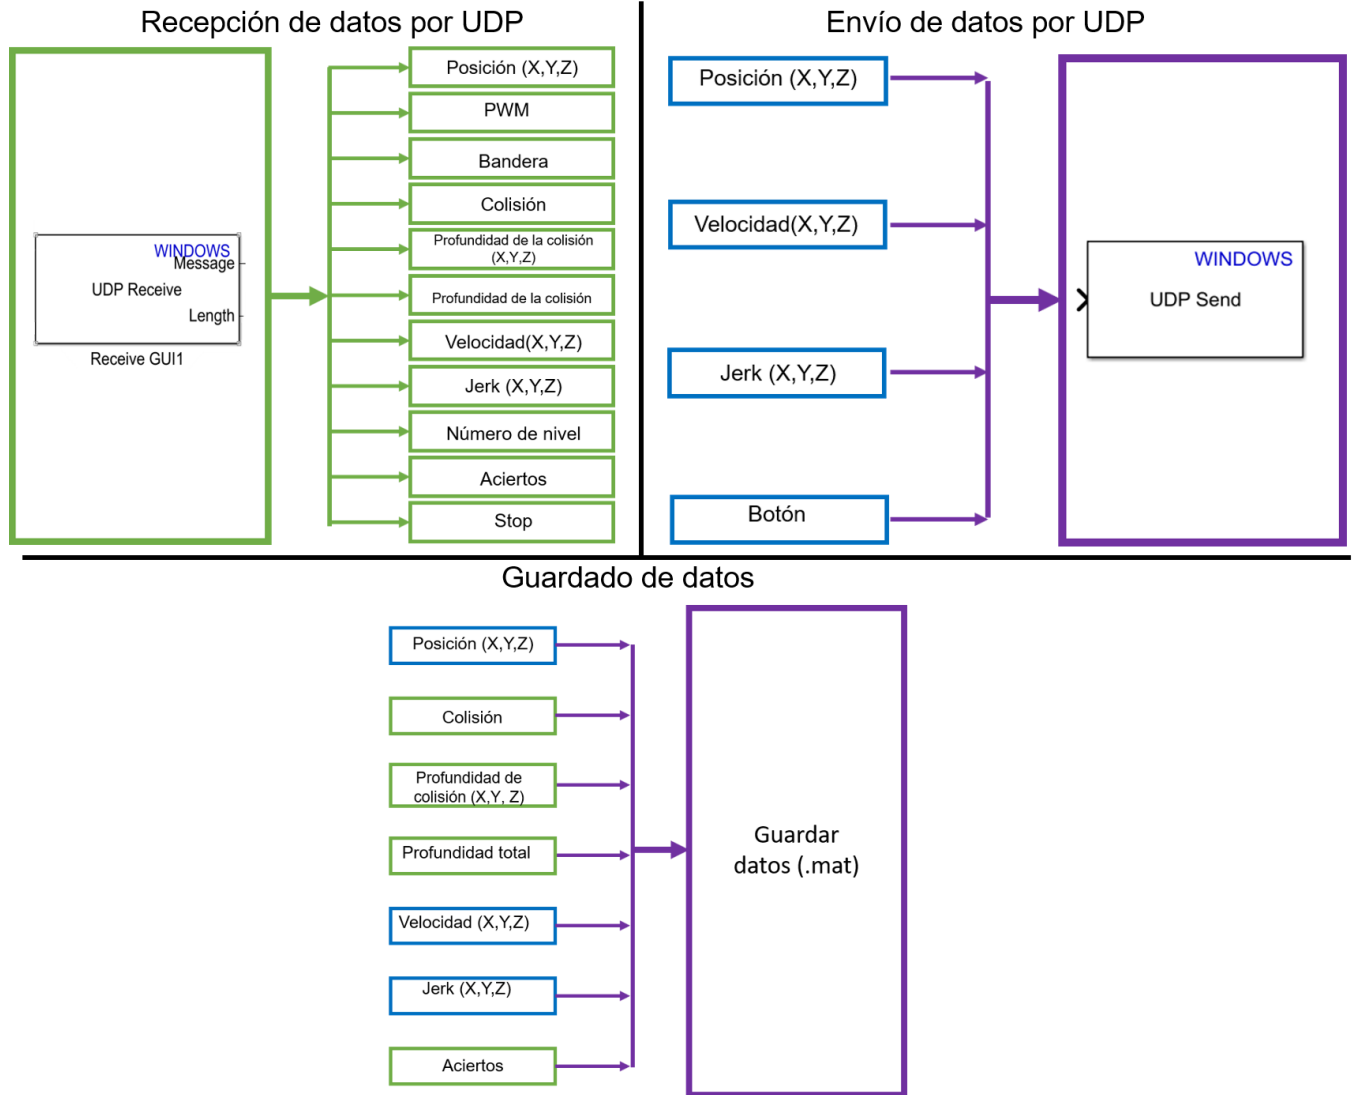 Recepción de datos por UDP
WINDOWS
Message
UDP Receive
Length
Receive GUI1
Posición (X,Y,Z)
PWM
Bandera
Colisión
Profundidad de la colisión
(X,Y,Z)
Profundidad de la colisión
Velocidad(X,Y,Z)
Jerk (X,Y,Z)
Número de nivel
Aciertos
Stop
Envío de datos por UDP
Posición (X,Y,Z)
Velocidad(X,Y,Z)
Jerk (X,Y,Z)
Botón
WINDOWS
UDP Send
Guardado de datos
Posición (X,Y,Z)
Colisión
Profundidad de
colisión (X,Y, Z)
Profundidad total
Velocidad (X,Y,Z)
Jerk (X,Y,Z)
Aciertos
Guardar
datos (.mat)